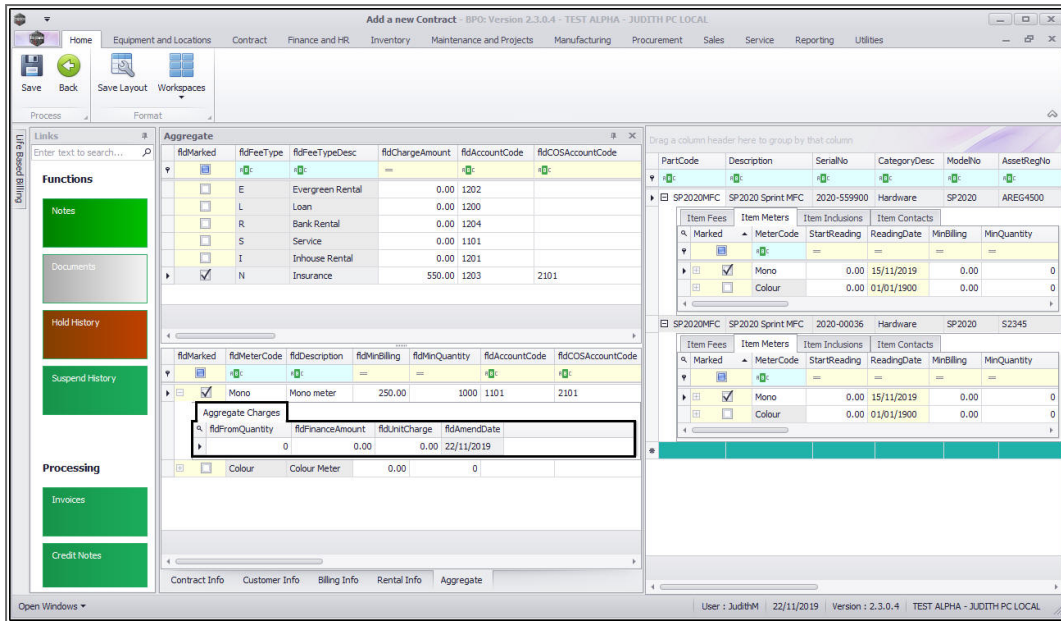 Add a new Contract - BPO: Version 2.3.0.4 - TEST ALPHA - JUDITH PC LOCAL
Home Equipment and Locations Contract Finance and HR Inventory Maintenance and Projects Manufacturing Procurement Sales Service Reporting Utilities
Save Back Save Layout Workspaces
Process Format
Life Based Billing
Links
Enter text to search...
Functions
Notes
Documents
Hold History
Suspend History
Processing
Invoices
Credit Notes
Aggregate
fldMarked fldFeeType fldFeeTypeDesc fldChargeAmount fldAccountCode fldCOSAccountCode
E Evergreen Rental 0.00 1202
L Loan 0.00 1200
R Bank Rental 0.00 1204
S Service 0.00 1101
I Inhouse Rental 0.00 1201
N Insurance 550.00 1203 2101
fldMarked fldMeterCode fldDescription fldMinBilling fldMinQuantity fldAccountCode fldCOSAccountCode
Mono Mono meter 250.00 1000 1101 2101
Aggregate Charges
fldFromQuantity fldFinanceAmount fldUnitCharge fldAmendDate
0 0.00 0.00 22/11/2019
Colour Colour Meter 0.00 0
Contract Info Customer Info Billing Info Rental Info Aggregate
Drag a column header here to group by that column
PartCode Description SerialNo CategoryDesc ModelNo AssetRegNo
SP2020MFC SP2020 Sprint MFC 2020-559900 Hardware SP2020 AREG4500
Item Fees Item Meters Item Inclusions Item Contacts
Marked MeterCode StartReading ReadingDate MinBilling MinQuantity
Mono 0.00 15/11/2019 0.00 0
Colour 0.00 01/01/1900 0.00 0
SP2020MFC SP2020 Sprint MFC 2020-00036 Hardware SP2020 S2345
Item Fees Item Meters Item Inclusions Item Contacts
Marked MeterCode StartReading ReadingDate MinBilling MinQuantity
Mono 0.00 15/11/2019 0.00 0
Colour 0.00 01/01/1900 0.00 0
Open Windows
User : JudithM 22/11/2019 Version : 2.3.0.4 TEST ALPHA - JUDITH PC LOCAL